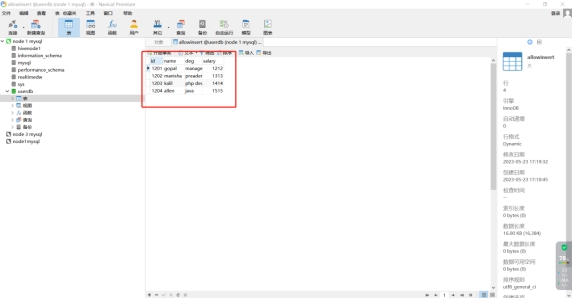 allowinsert @userdb (node 1 mysql) - Navicat Premium
文件 编辑 查看 表 收藏夹 工具 窗口 帮助
登录
连接 新建查询 表 视图 函数 用户 其它 查询 备份 自动运行 模型 图表
node 1 mysql
hivenode1
information_schema
mysql
performance_schema
realtimedw
sys
userdb
表
视图
函数
查询
备份
node 3 mysql
node1mysql
对象 allowinsert @userdb (node 1 mysql) ...
开始事务 文本 筛选 排序 导入 导出
id name deg salary
1201 gopal manage 1212
1202 manisha preader 1313
1203 kalil php dev 1414
1204 allen java 1515
allowinsert
表
行
4
引擎
InnoDB
自动递增
0
行格式
Dynamic
修改日期
2023-05-23 17:19:32
创建日期
2023-05-23 17:18:45
检查时间
--
索引长度
0 bytes (0)
数据长度
16.00 KB (16,384)
最大数据长度
0 bytes (0)
数据可用空间
0 bytes (0)
排序规则
utf8_general_ci
1